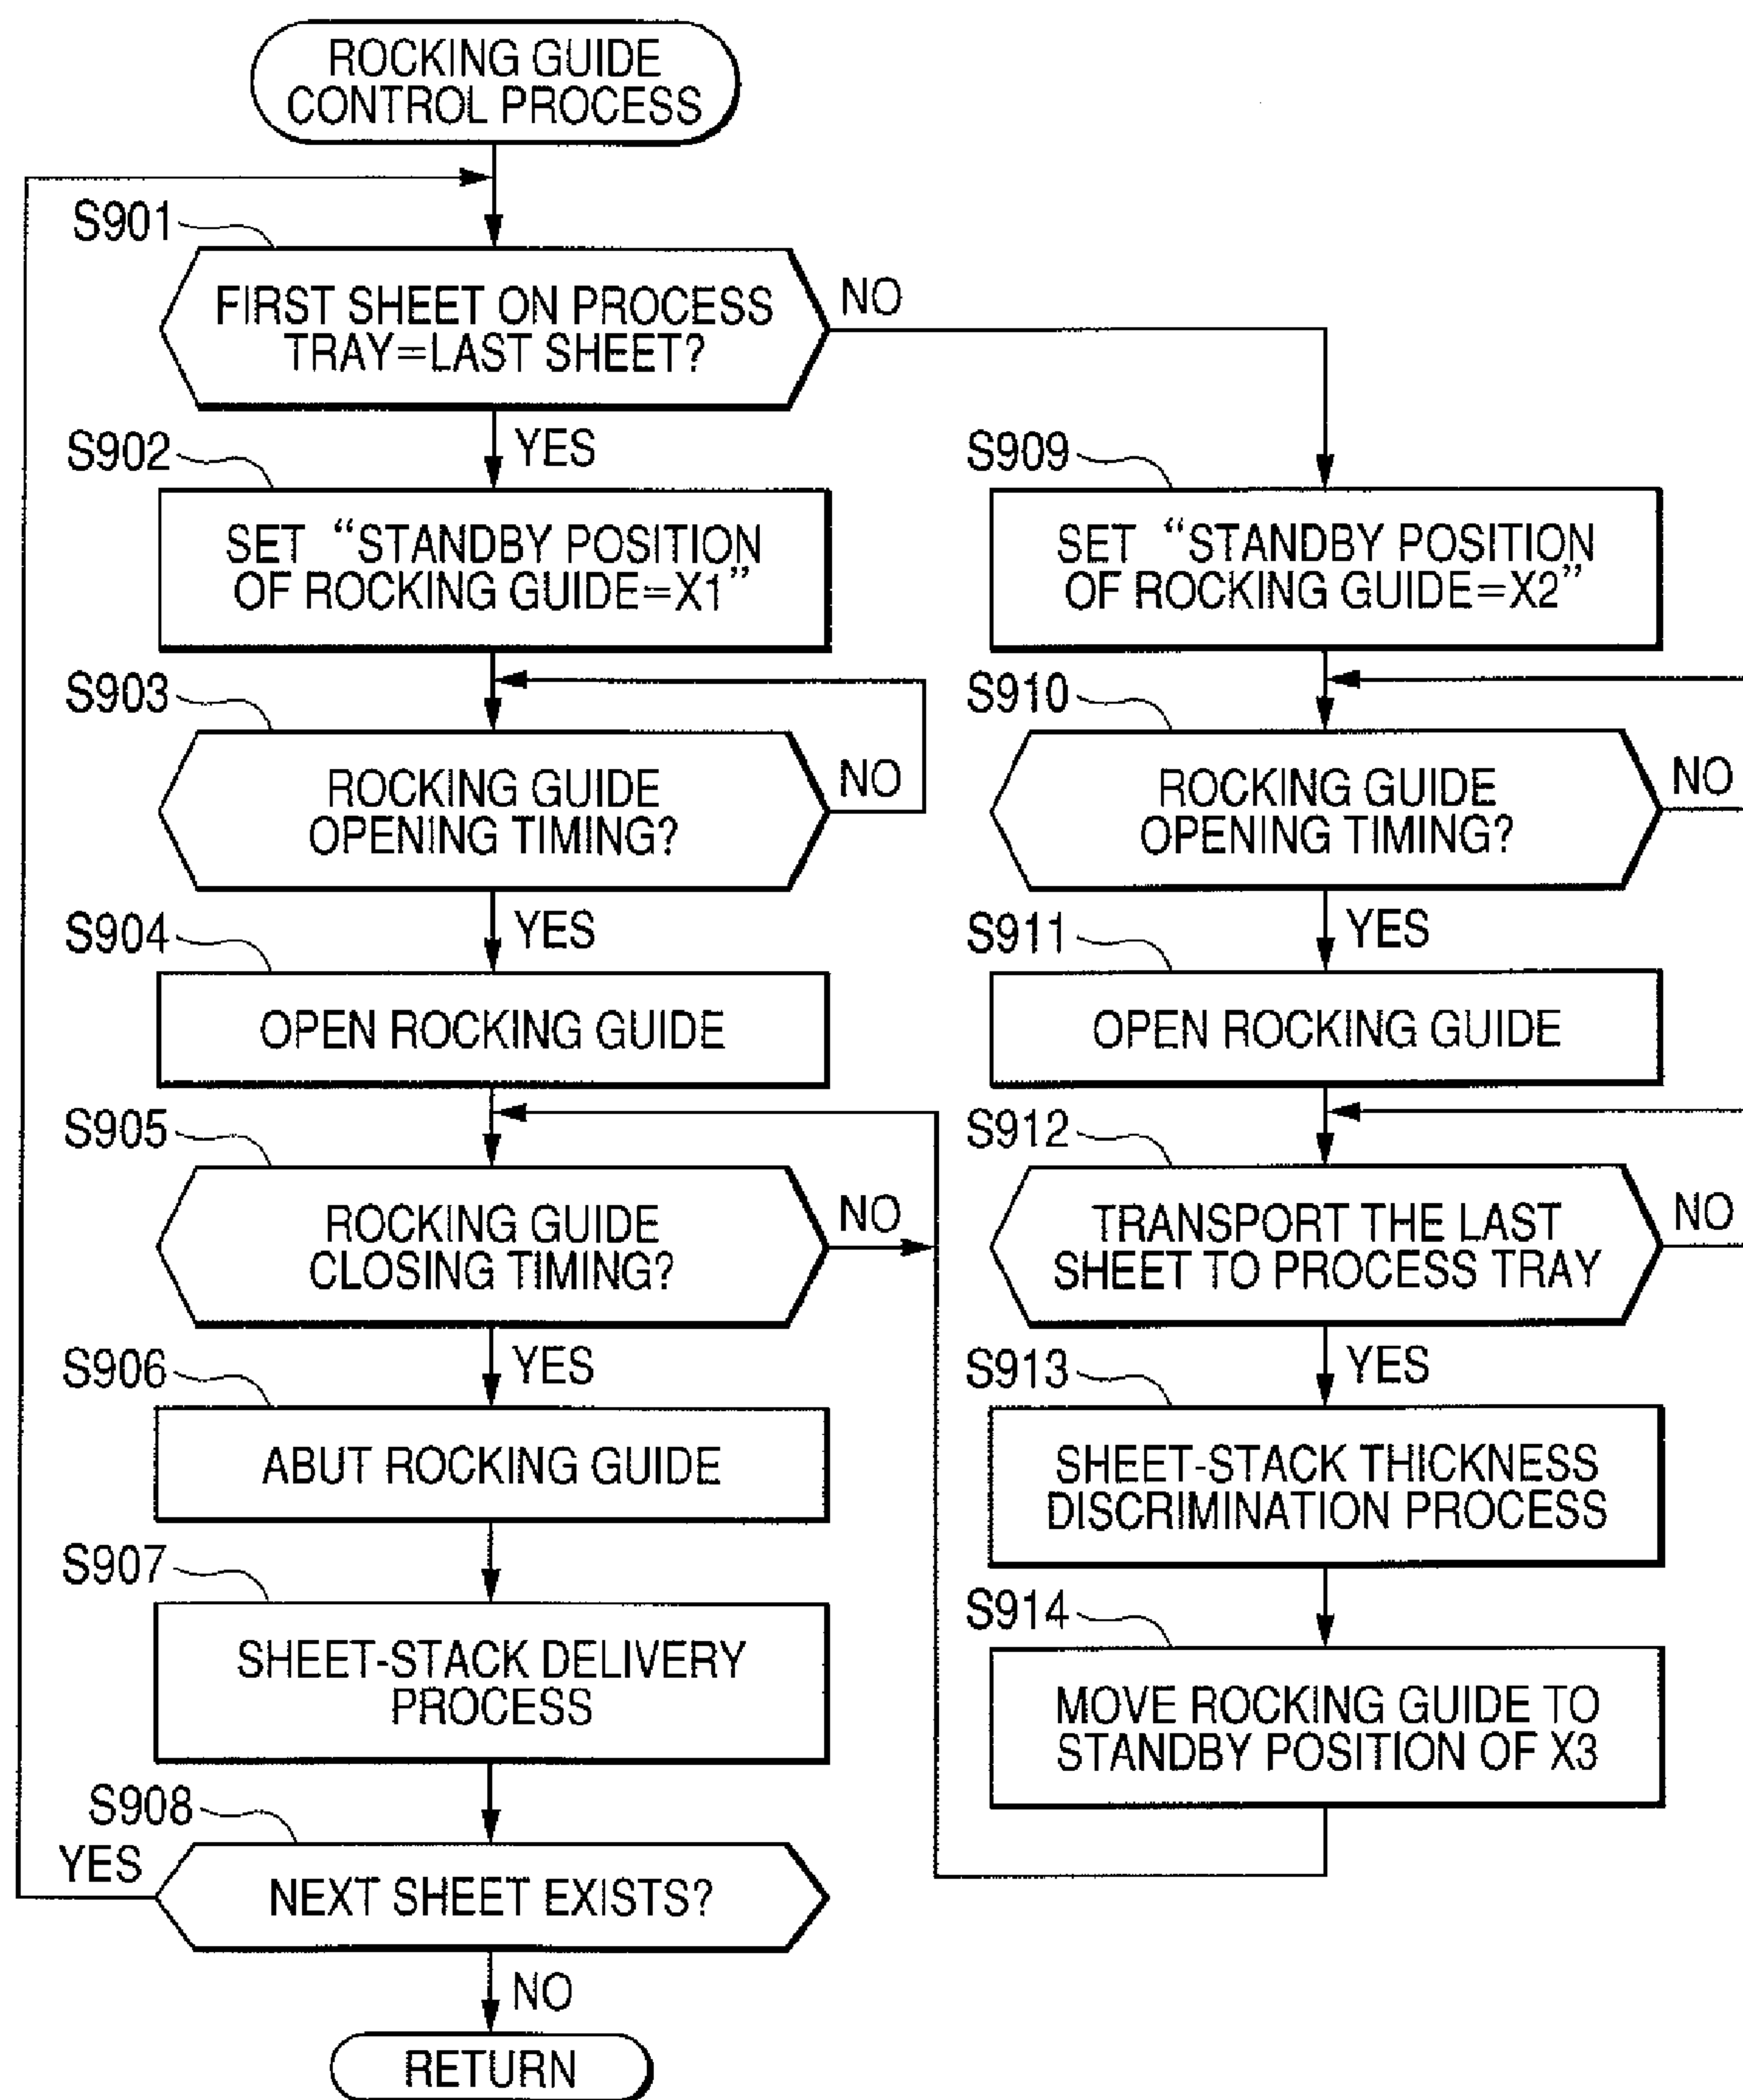 ROCKING GUIDE
CONTROL PROCESS
S901
FIRST SHEET ON PROCESS
TRAY=LAST SHEET?
NO
YES
S902
SET “STANDBY POSITION
OF ROCKING GUIDE=X1”
S903
ROCKING GUIDE
OPENING TIMING?
NO
YES
S904
OPEN ROCKING GUIDE
S905
ROCKING GUIDE
CLOSING TIMING?
NO
YES
S906
ABUT ROCKING GUIDE
S907
SHEET-STACK DELIVERY
PROCESS
S908
YES
NEXT SHEET EXISTS?
NO
RETURN
S909
SET “STANDBY POSITION
OF ROCKING GUIDE=X2”
S910
ROCKING GUIDE
OPENING TIMING?
NO
YES
S911
OPEN ROCKING GUIDE
S912
TRANSPORT THE LAST
SHEET TO PROCESS TRAY
NO
YES
S913
SHEET-STACK THICKNESS
DISCRIMINATION PROCESS
S914
MOVE ROCKING GUIDE TO
STANDBY POSITION OF X3